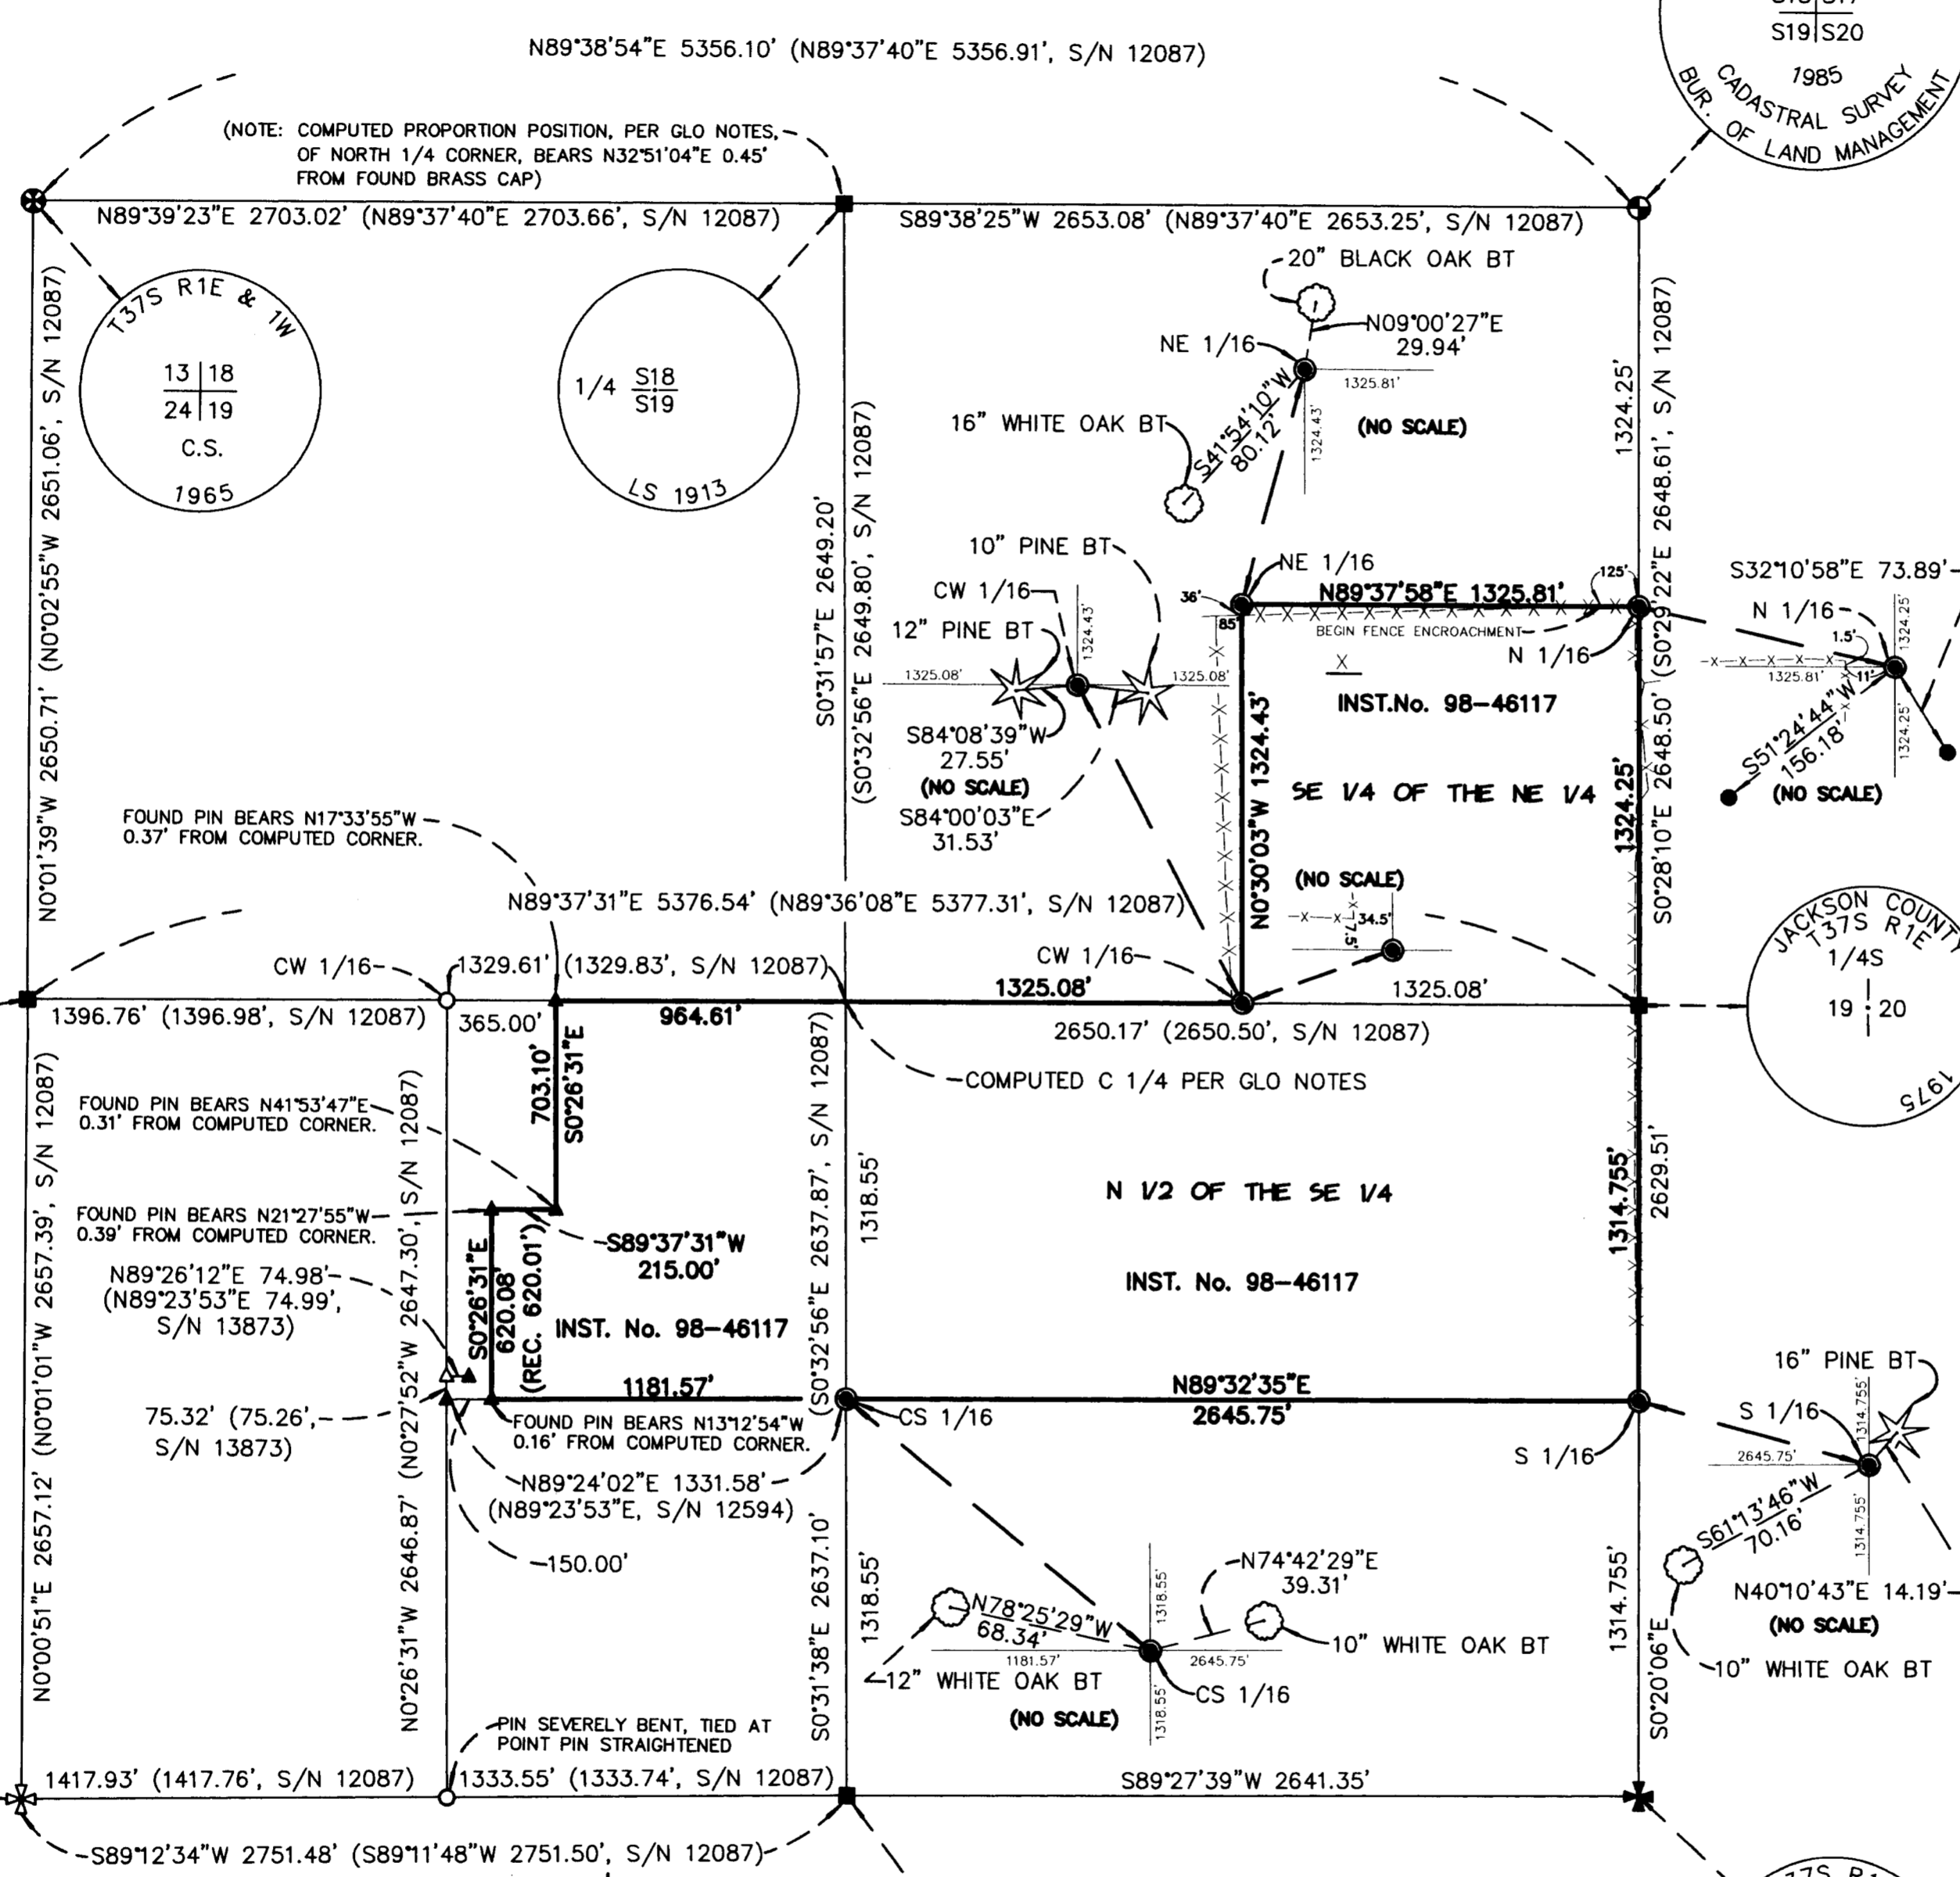 N89°38'54"E 5356.10' (N89°37'40"E 5356.91', S/N 12087)
S19 S20
1985
CADASTRAL SURVEY
BUR. OF LAND MANAGEMENT
(NOTE: COMPUTED PROPORTION POSITION, PER GLO NOTES,
OF NORTH 1/4 CORNER, BEARS N32°51'04"E 0.45'
FROM FOUND BRASS CAP)
N89°39'23"E 2703.02' (N89°37'40"E 2703.66', S/N 12087)
S89°38'25"W 2653.08' (N89°37'40"E 2653.25', S/N 12087)
T37S R1E & 1W
13 18
24 19
C.S.
1965
1/4 S18
S19
LS 1913
20" BLACK OAK BT
N09°00'27"E
29.94'
NE 1/16
1325.81'
1324.43'
(NO SCALE)
16" WHITE OAK BT
S41°54'10"W
80.12'
N0°01'39"W 2650.71' (N0°02'55"W 2651.06', S/N 12087)
S0°31'57"E 2649.20'
(S0°32'56"E 2649.80', S/N 12087)
1324.25'
S0°28'10"E 2648.50' (S0°29'22"E 2648.61', S/N 12087)
10" PINE BT
CW 1/16
12" PINE BT
1324.43'
1325.08'
1325.08'
S84°08'39"W
27.55'
(NO SCALE)
S84°00'03"E
31.53'
NE 1/16
36'
85'
N89°37'58"E 1325.81'
125'
BEGIN FENCE ENCROACHMENT
N 1/16
X
INST.No. 98-46117
SE 1/4 OF THE NE 1/4
N0°30'03"W 1324.43'
1324.25'
S32°10'58"E 73.89'
N 1/16
1324.25'
1.5'
1325.81'
11'
1324.25'
S51°24'44"W
156.18'
(NO SCALE)
FOUND PIN BEARS N17°33'55"W
0.37' FROM COMPUTED CORNER.
N89°37'31"E 5376.54' (N89°36'08"E 5377.31', S/N 12087)
(NO SCALE)
34.5'
7.5'
JACKSON COUNTY
T37S R1E
1/4S
19 20
1975
CW 1/16
1329.61' (1329.83', S/N 12087)
CW 1/16
1325.08'
1325.08'
1396.76' (1396.98', S/N 12087)
365.00'
964.61'
2650.17' (2650.50', S/N 12087)
COMPUTED C 1/4 PER GLO NOTES
703.10'
S0°26'31"E
FOUND PIN BEARS N41°53'47"E
0.31' FROM COMPUTED CORNER.
FOUND PIN BEARS N21°27'55"W
0.39' FROM COMPUTED CORNER.
S89°37'31"W
215.00'
N89°26'12"E 74.98'
(N89°23'53"E 74.99',
S/N 13873)
S0°26'31"E
620.08'
(REC. 620.01')
INST. No. 98-46117
N 1/2 OF THE SE 1/4
INST. No. 98-46117
1318.55'
1314.755'
2629.51'
N0°00'51"E 2657.12' (N0°01'01"W 2657.39', S/N 12087)
N0°26'31"W 2646.87' (N0°27'52"W 2647.30', S/N 12087)
S0°31'38"E 2637.10' (S0°32'56"E 2637.87', S/N 12087)
75.32' (75.26',
S/N 13873)
1181.57'
FOUND PIN BEARS N13°12'54"W
0.16' FROM COMPUTED CORNER.
N89°24'02"E 1331.58'
(N89°23'53"E, S/N 12594)
150.00'
CS 1/16
N89°32'35"E
2645.75'
S 1/16
16" PINE BT
S 1/16
1314.755'
2645.75'
S61°13'46"W
70.16'
1314.755'
N40°10'43"E 14.19'
(NO SCALE)
10" WHITE OAK BT
1318.55'
1318.55'
N74°42'29"E
39.31'
N78°25'29"W
68.34'
1181.57'
2645.75'
10" WHITE OAK BT
12" WHITE OAK BT
CS 1/16
(NO SCALE)
1318.55'
1314.755'
S0°20'06"E
PIN SEVERELY BENT, TIED AT
POINT PIN STRAIGHTENED
1417.93' (1417.76', S/N 12087)
1333.55' (1333.74', S/N 12087)
S89°27'39"W 2641.35'
S89°12'34"W 2751.48' (S89°11'48"W 2751.50', S/N 12087)